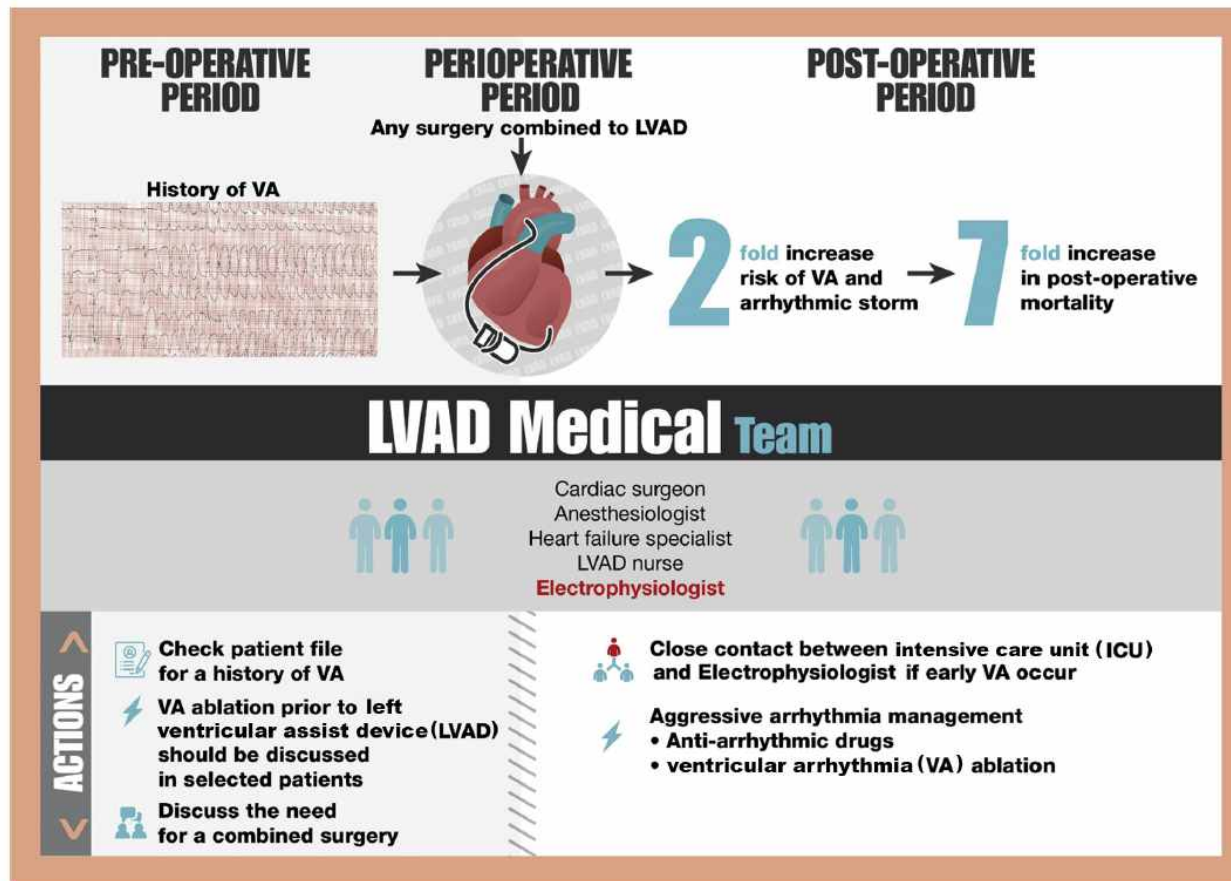 PRE-OPERATIVE
PERIOD
PERIOPERATIVE
PERIOD
POST-OPERATIVE
PERIOD
Any surgery combined to LVAD
History of VA
2
fold increase
risk of VA and
arrhythmic storm
7
fold increase
in post-operative
mortality
LVAD Medical Team
Cardiac surgeon
Anesthesiologist
Heart failure specialist
LVAD nurse
Electrophysiologist
ACTIONS
Check patient file
for a history of VA
VA ablation prior to left
ventricular assist device (LVAD)
should be discussed
in selected patients
Discuss the need
for a combined surgery
Close contact between intensive care unit (ICU)
and Electrophysiologist if early VA occur
Aggressive arrhythmia management
• Anti-arrhythmic drugs
• ventricular arrhythmia (VA) ablation